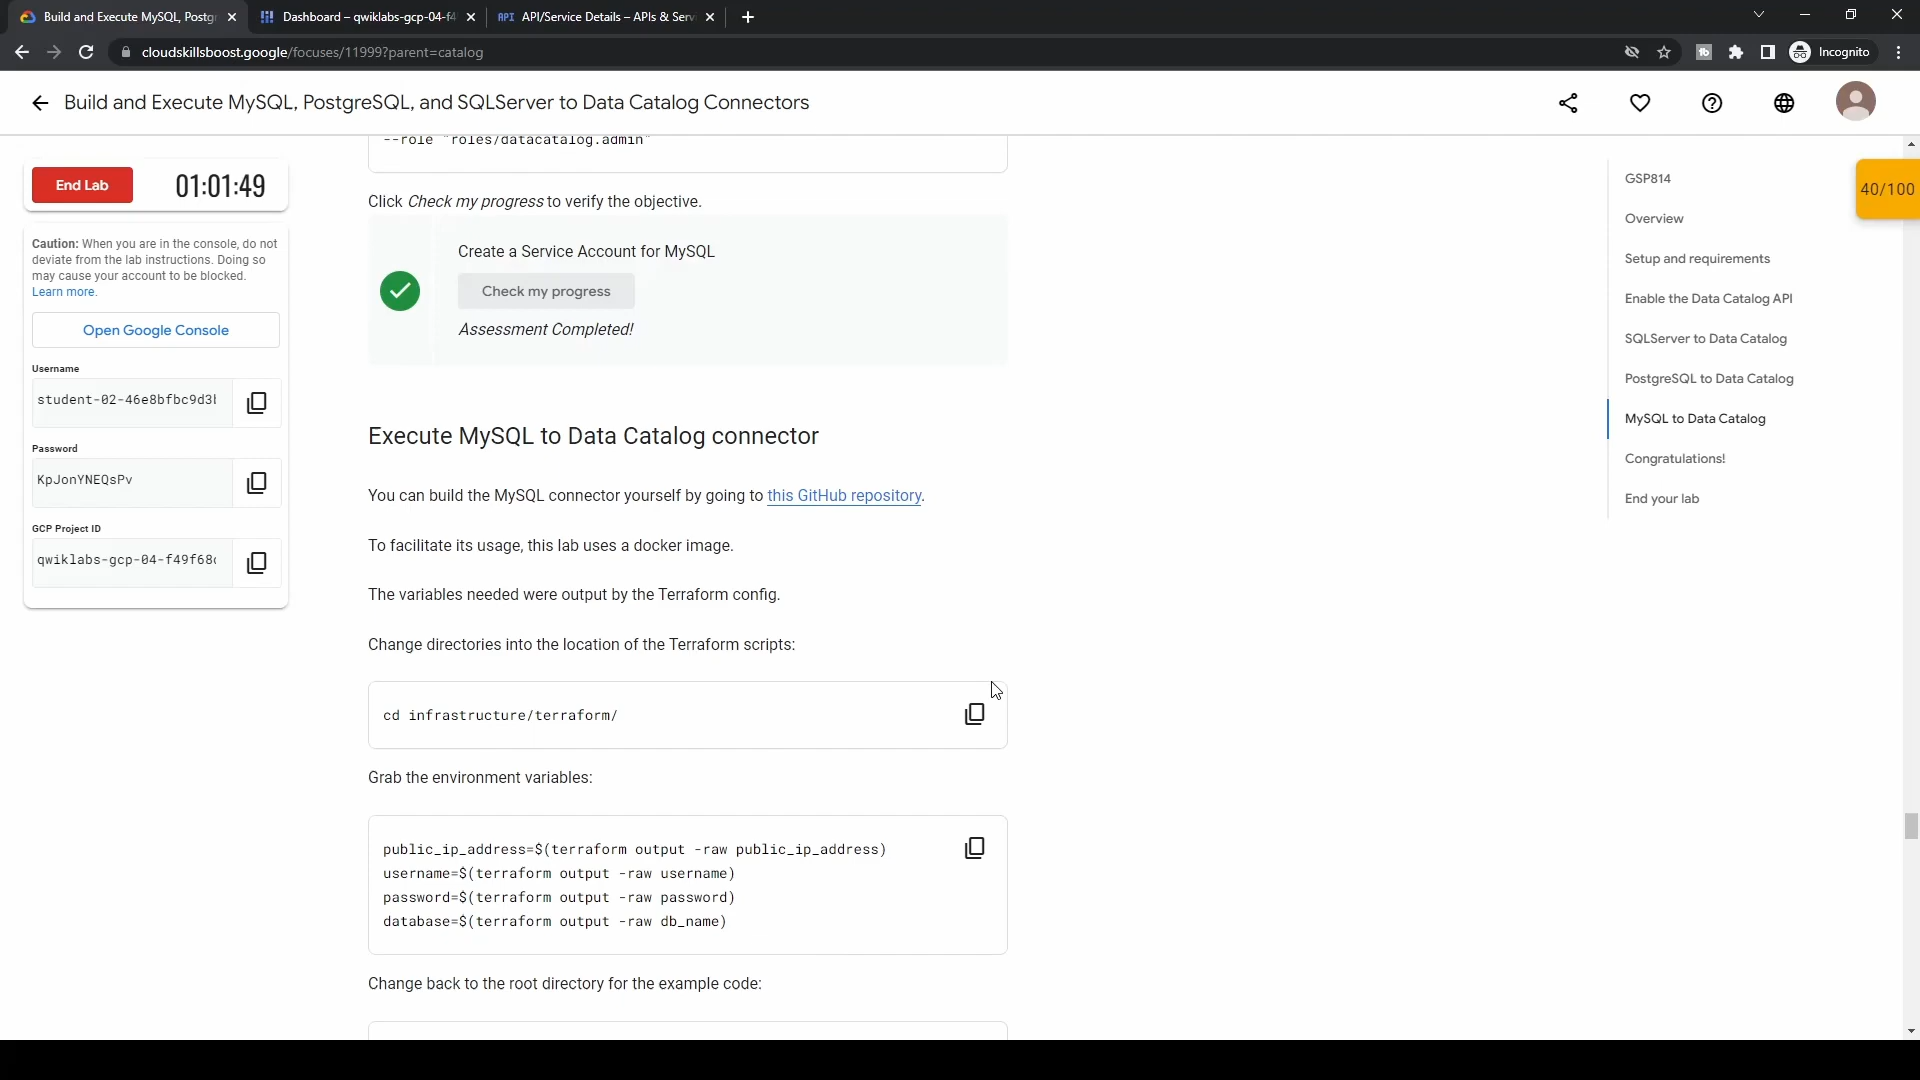 Build and Execute MySQL, Postgr
Dashboard – qwiklabs-gcp-04-f4
API API/Service Details – APIs & Serv
cloudskillsboost.google/focuses/11999?parent=catalog
Incognito
Build and Execute MySQL, PostgreSQL, and SQLServer to Data Catalog Connectors
End Lab
01:01:49
Caution: When you are in the console, do not
deviate from the lab instructions. Doing so
may cause your account to be blocked.
Learn more.
Open Google Console
Username
student-02-46e8bfbc9d3
Password
KpJonYNEQsPv
GCP Project ID
qwiklabs-gcp-04-f49f68
--role "roles/datacatalog.admin"
Click Check my progress to verify the objective.
Create a Service Account for MySQL
Check my progress
Assessment Completed!
Execute MySQL to Data Catalog connector
You can build the MySQL connector yourself by going to this GitHub repository.
To facilitate its usage, this lab uses a docker image.
The variables needed were output by the Terraform config.
Change directories into the location of the Terraform scripts:
cd infrastructure/terraform/
Grab the environment variables:
public_ip_address=$(terraform output -raw public_ip_address)
username=$(terraform output -raw username)
password=$(terraform output -raw password)
database=$(terraform output -raw db_name)
Change back to the root directory for the example code:
GSP814
Overview
Setup and requirements
Enable the Data Catalog API
SQLServer to Data Catalog
PostgreSQL to Data Catalog
MySQL to Data Catalog
Congratulations!
End your lab
40/100